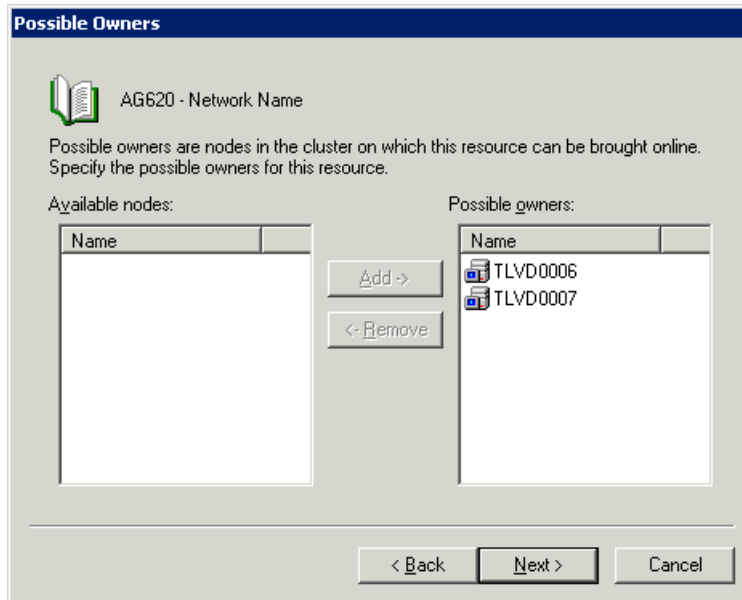 Possible Owners
AG620 - Network Name
Possible owners are nodes in the cluster on which this resource can be brought online.
Specify the possible owners for this resource.
Available nodes:
Possible owners:
Name
Name
Add ->
TLVD0006
TLVD0007
<- Remove
< Back
Next >
Cancel